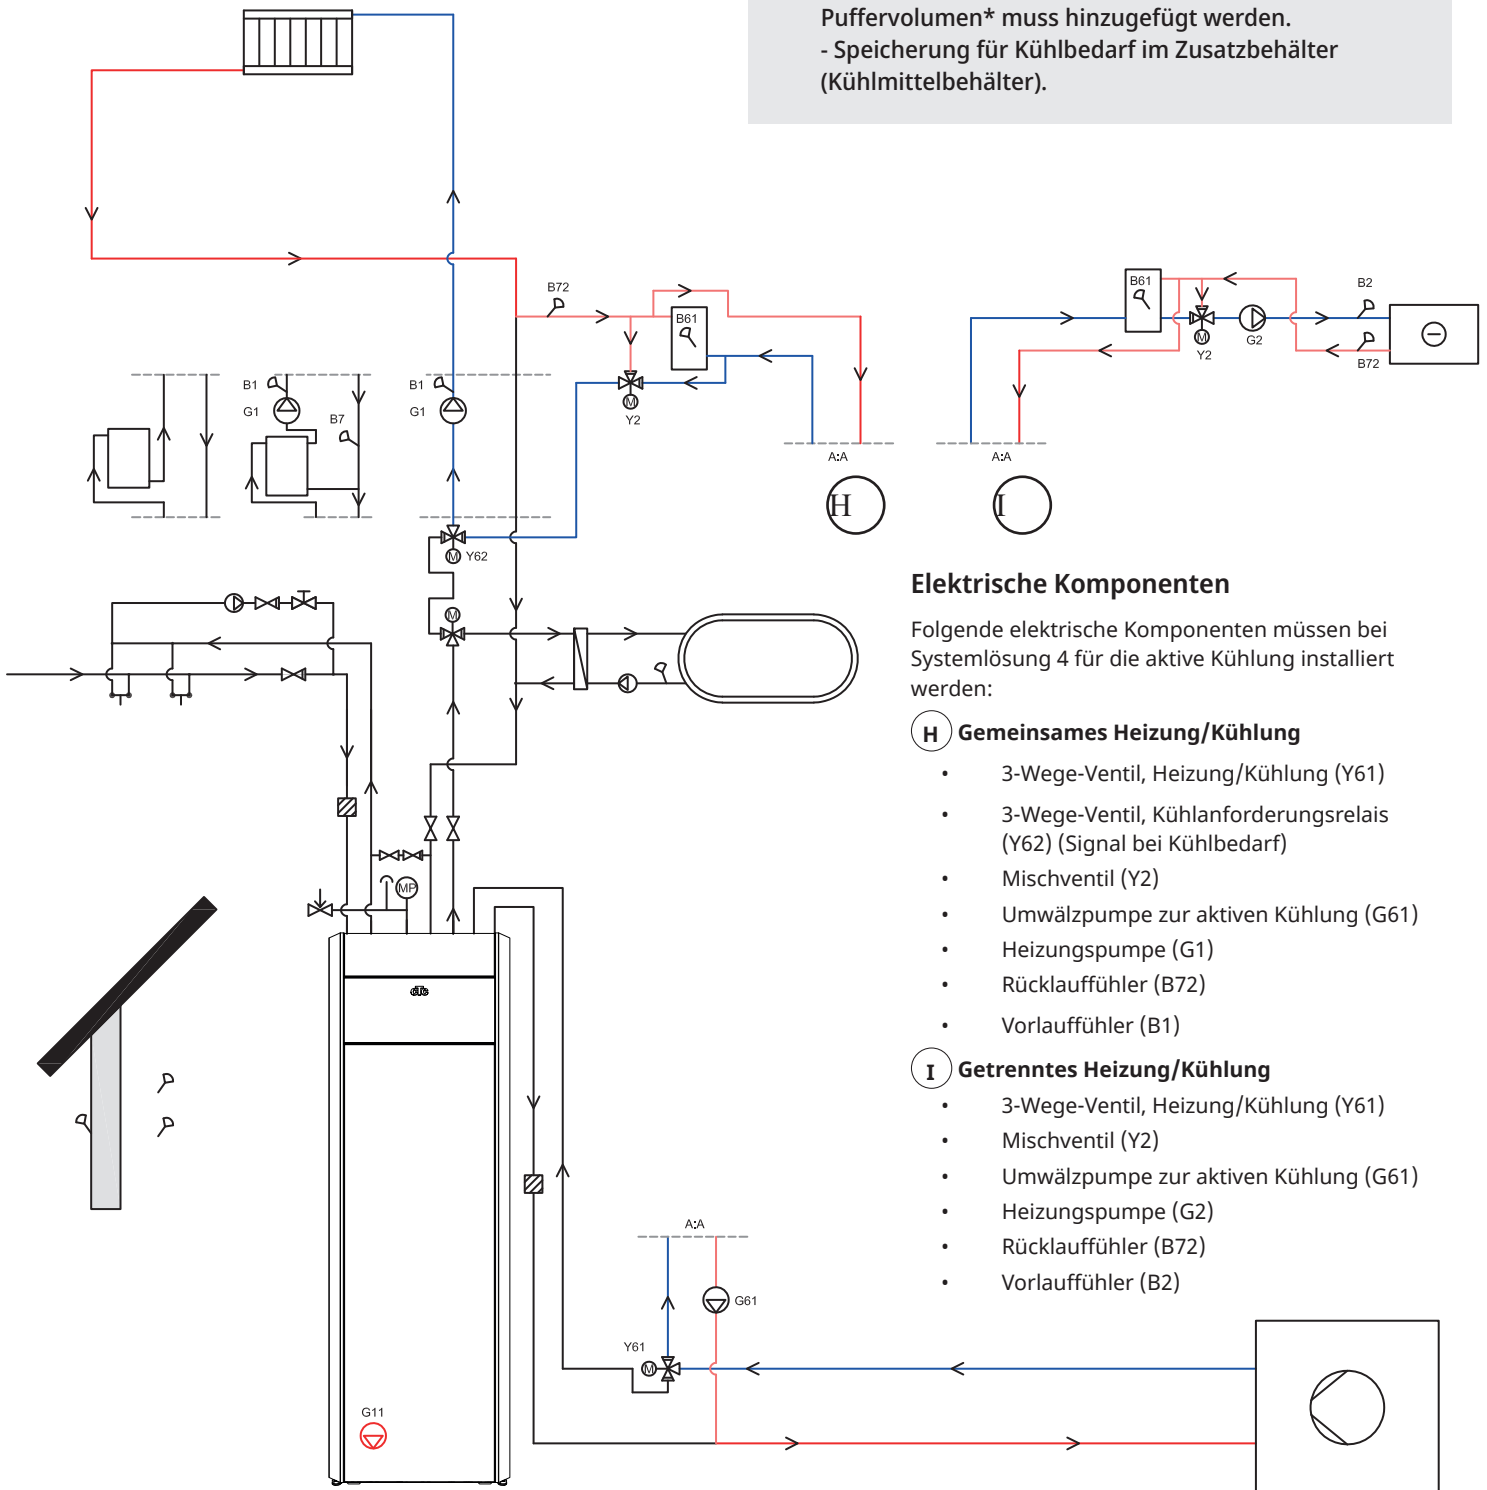 Puffervolumen* muss hinzugefügt werden.
- Speicherung für Kühlbedarf im Zusatzbehälter
(Kühlmittelbehälter).
B72
B61
Y2
A:A
H
B61
Y2
G2
B2
B72
A:A
I
B1
G1
B7
B1
G1
M
M
M
Y62
M
Elektrische Komponenten
Folgende elektrische Komponenten müssen bei
Systemlösung 4 für die aktive Kühlung installiert
werden:
H Gemeinsames Heizung/Kühlung
• 3-Wege-Ventil, Heizung/Kühlung (Y61)
• 3-Wege-Ventil, Kühlanforderungsrelais
(Y62) (Signal bei Kühlbedarf)
• Mischventil (Y2)
• Umwälzpumpe zur aktiven Kühlung (G61)
• Heizungspumpe (G1)
• Rücklauffühler (B72)
• Vorlauffühler (B1)
I Getrenntes Heizung/Kühlung
• 3-Wege-Ventil, Heizung/Kühlung (Y61)
• Mischventil (Y2)
• Umwälzpumpe zur aktiven Kühlung (G61)
• Heizungspumpe (G2)
• Rücklauffühler (B72)
• Vorlauffühler (B2)
MP
CTC
A:A
G61
Y61
M
G11